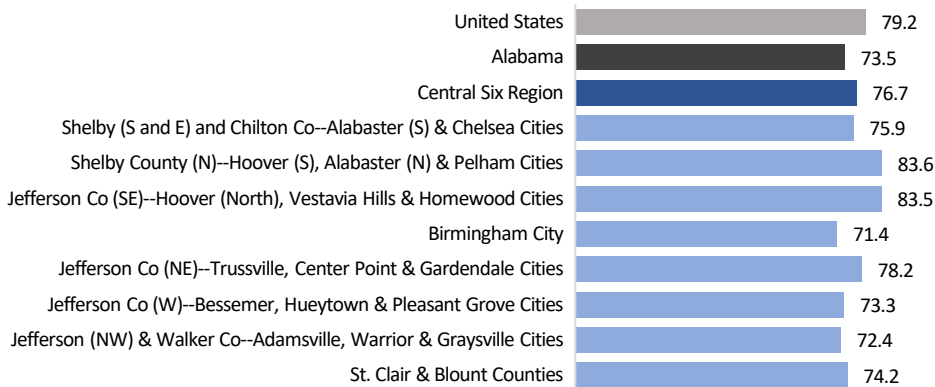 United States 79.2
Alabama 73.5
Central Six Region 76.7
Shelby (S and E) and Chilton Co--Alabaster (S) & Chelsea Cities 75.9
Shelby County (N)--Hoover (S), Alabaster (N) & Pelham Cities 83.6
Jefferson Co (SE)--Hoover (North), Vestavia Hills & Homewood Cities 83.5
Birmingham City 71.4
Jefferson Co (NE)--Trussville, Center Point & Gardendale Cities 78.2
Jefferson Co (W)--Bessemer, Hueytown & Pleasant Grove Cities 73.3
Jefferson (NW) & Walker Co--Adamsville, Warrior & Graysville Cities 72.4
St. Clair & Blount Counties 74.2